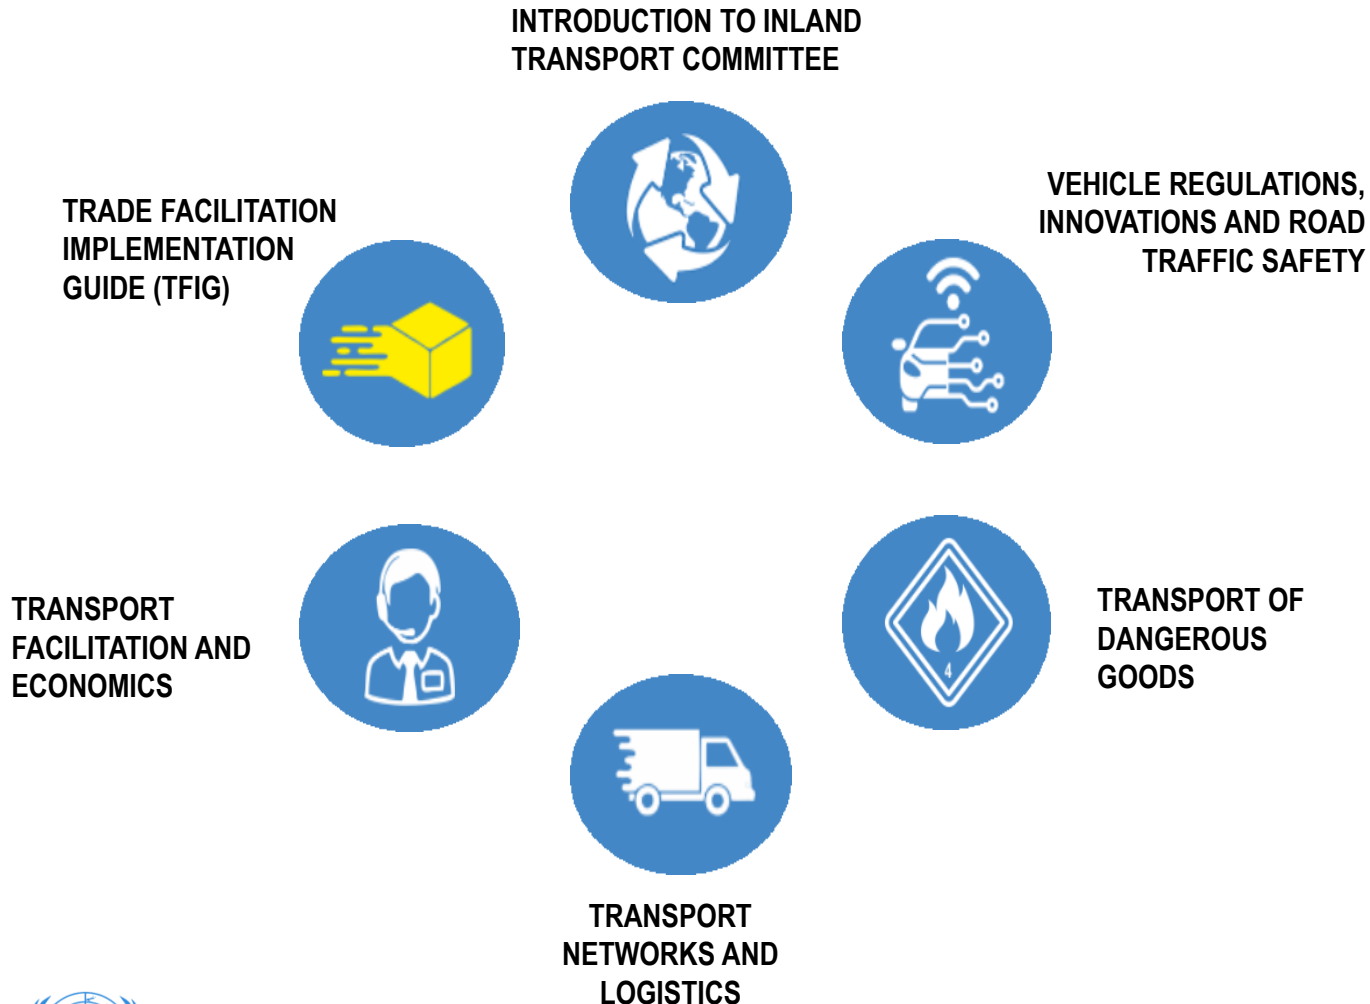 INTRODUCTION TO INLAND
TRANSPORT COMMITTEE
VEHICLE REGULATIONS,
INNOVATIONS AND ROAD
TRAFFIC SAFETY
TRADE FACILITATION
IMPLEMENTATION
GUIDE (TFIG)
TRANSPORT
FACILITATION AND
ECONOMICS
4
TRANSPORT OF
DANGEROUS
GOODS
TRANSPORT
NETWORKS AND
LOGISTICS